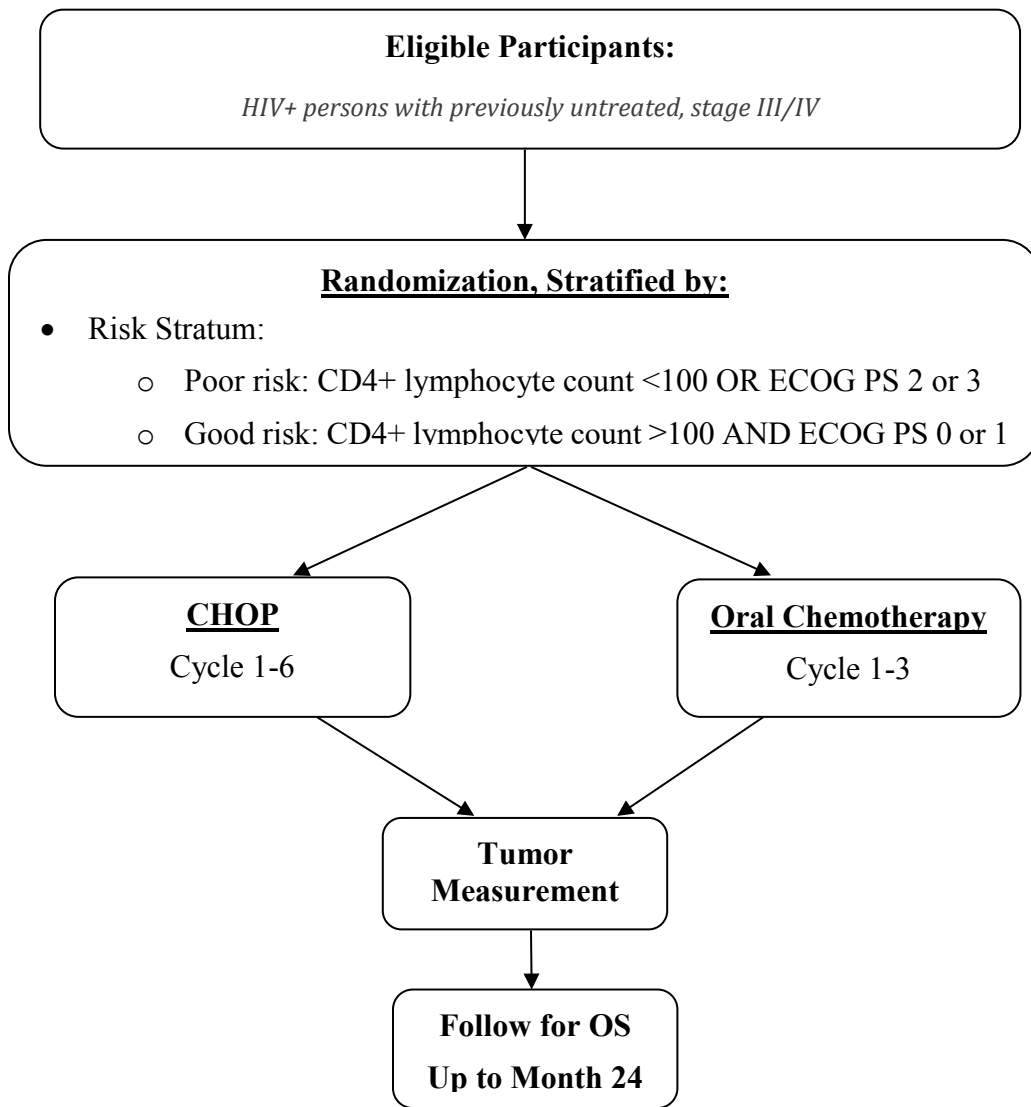 Eligible Participants:
HIV+ persons with previously untreated, stage III/IV
Randomization, Stratified by:
• Risk Stratum:
o Poor risk: CD4+ lymphocyte count <100 OR ECOG PS 2 or 3
o Good risk: CD4+ lymphocyte count >100 AND ECOG PS 0 or 1
CHOP
Cycle 1-6
Oral Chemotherapy
Cycle 1-3
Tumor
Measurement
Follow for OS
Up to Month 24